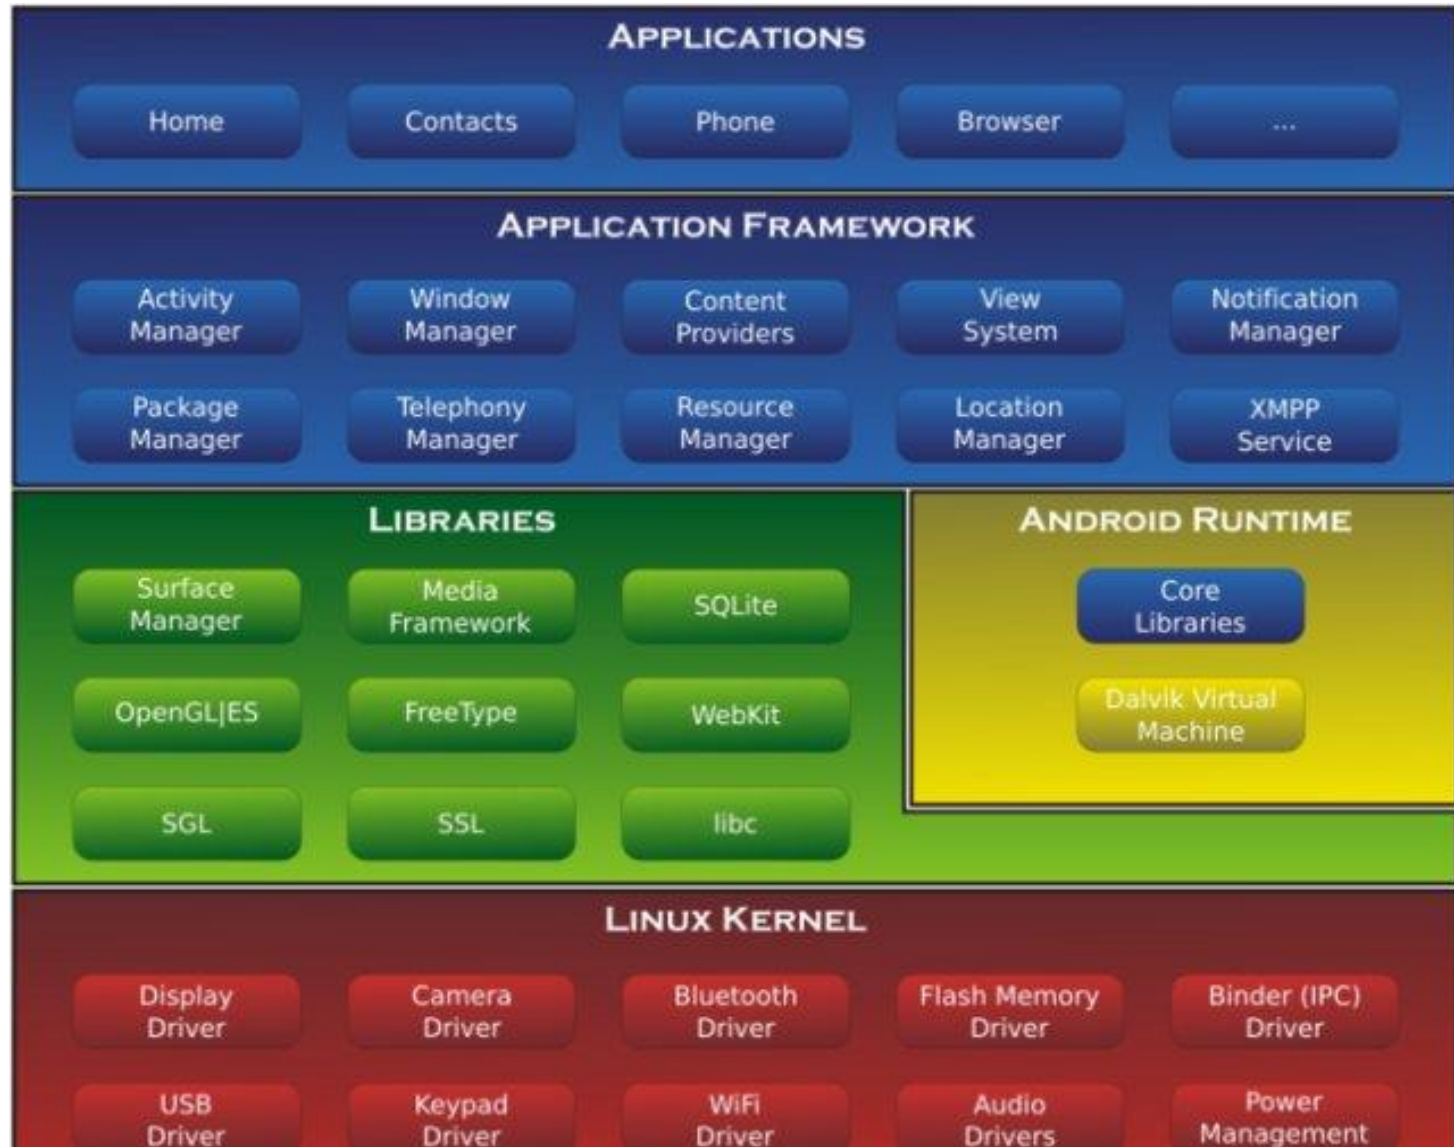 APPLICATIONS
Home
Contacts
Phone
Browser
...
APPLICATION FRAMEWORK
Activity
Manager
Window
Manager
Content
Providers
View
System
Notification
Manager
Package
Manager
Telephony
Manager
Resource
Manager
Location
Manager
XMPP
Service
LIBRARIES
Surface
Manager
Media
Framework
SQLite
OpenGL|ES
FreeType
WebKit
SGL
SSL
libc
ANDROID RUNTIME
Core
Libraries
Dalvik Virtual
Machine
LINUX KERNEL
Display
Driver
Camera
Driver
Bluetooth
Driver
Flash Memory
Driver
Binder (IPC)
Driver
USB
Driver
Keypad
Driver
WiFi
Driver
Audio
Drivers
Power
Management